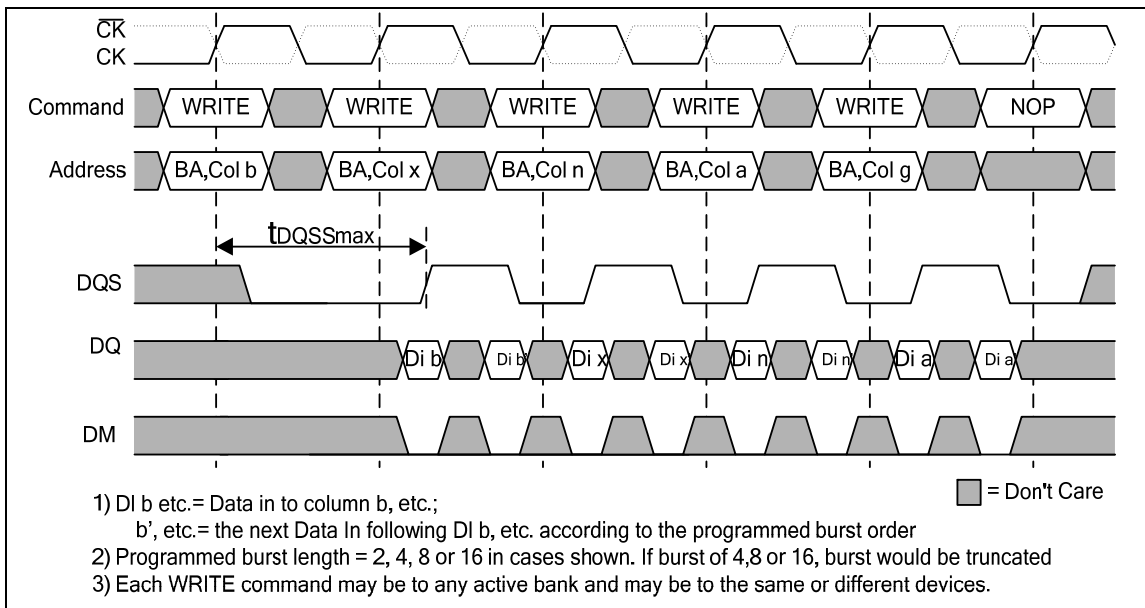 CK
CK
Command WRITE WRITE WRITE WRITE WRITE NOP
Address BA,Col b BA,Col x BA,Col n BA,Col a BA,Col g
tDQSSmax
DQS
DQ Di b Di b' Di x Di x' Di n Di n' Di a Di a'
DM
1) DI b etc.= Data in to column b, etc.; = Don't Care
b', etc.= the next Data In following DI b, etc. according to the programmed burst order
2) Programmed burst length = 2, 4, 8 or 16 in cases shown. If burst of 4,8 or 16, burst would be truncated
3) Each WRITE command may be to any active bank and may be to the same or different devices.